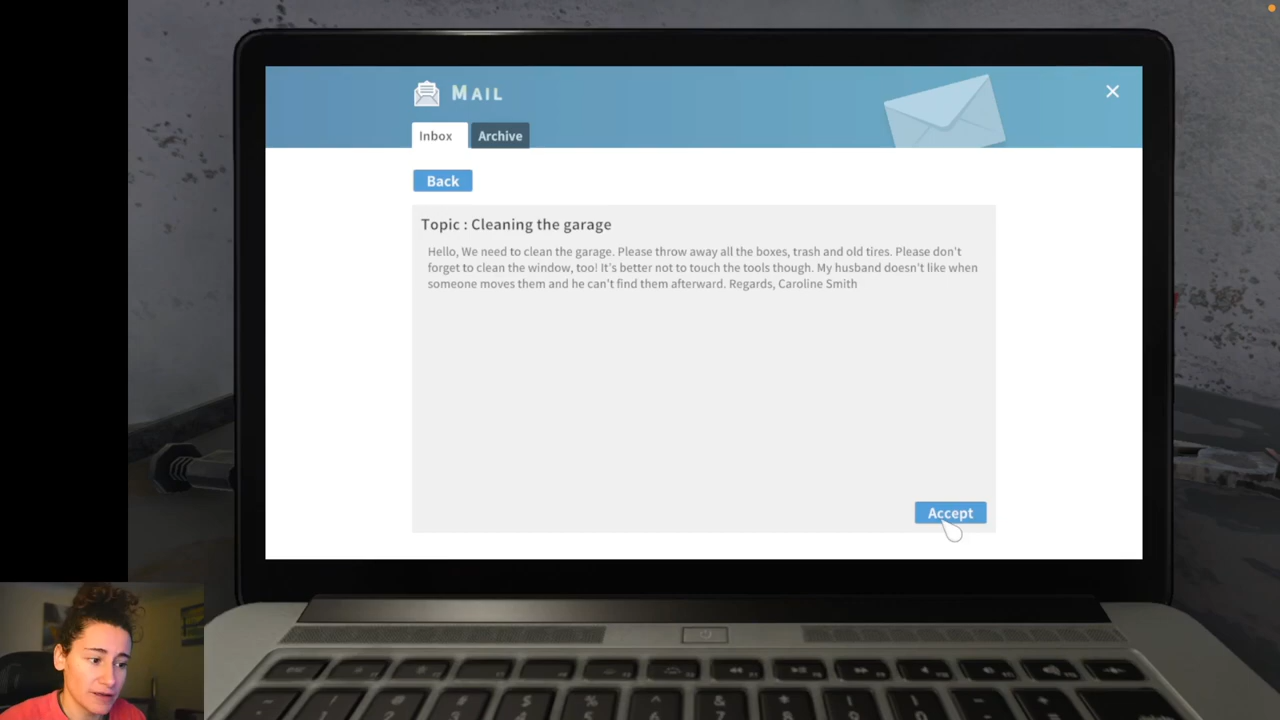 MAIL
Inbox
Archive
Back
Topic : Cleaning the garage
Hello, We need to clean the garage. Please throw away all the boxes, trash and old tires. Please don't
forget to clean the window, too! It's better not to touch the tools though. My husband doesn't like when
someone moves them and he can't find them afterward. Regards, Caroline Smith
Accept